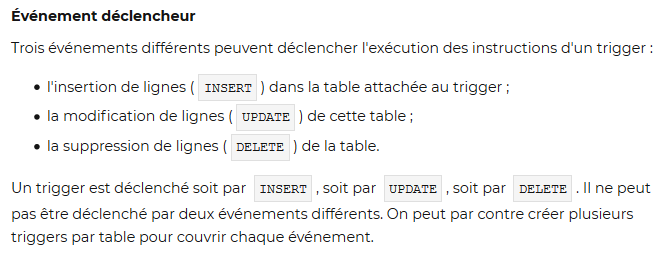 Événement déclencheur
Trois événements différents peuvent déclencher l'exécution des instructions d'un trigger :
• l'insertion de lignes ( INSERT ) dans la table attachée au trigger ;
• la modification de lignes ( UPDATE ) de cette table ;
• la suppression de lignes ( DELETE ) de la table.
Un trigger est déclenché soit par INSERT , soit par UPDATE , soit par DELETE . Il ne peut
pas être déclenché par deux événements différents. On peut par contre créer plusieurs
triggers par table pour couvrir chaque événement.